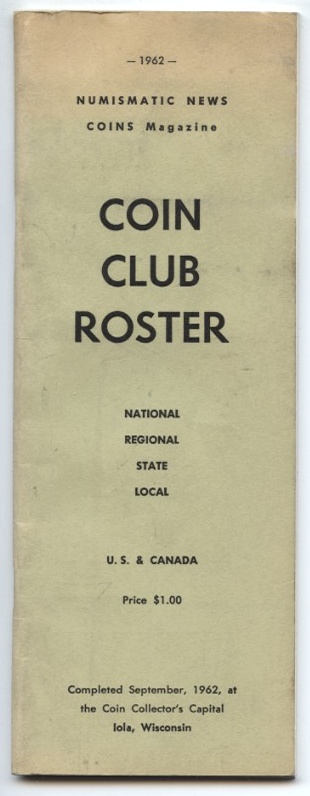 — 1962 —
NUMISMATIC NEWS
COINS Magazine
COIN
CLUB
ROSTER
NATIONAL
REGIONAL
STATE
LOCAL
U. S. & CANADA
Price $1.00
Completed September, 1962, at
the Coin Collector's Capital
Iola, Wisconsin